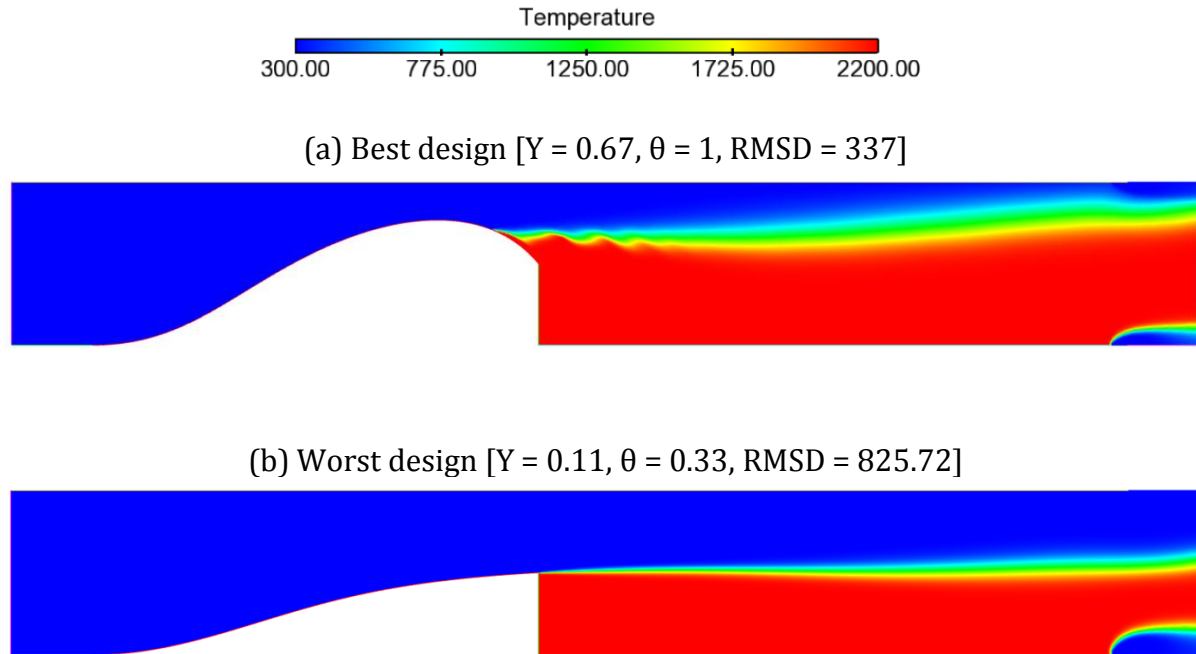 Temperature
300.00 775.00 1250.00 1725.00 2200.00
(a) Best design [Y = 0.67, θ = 1, RMSD = 337]
(b) Worst design [Y = 0.11, θ = 0.33, RMSD = 825.72]